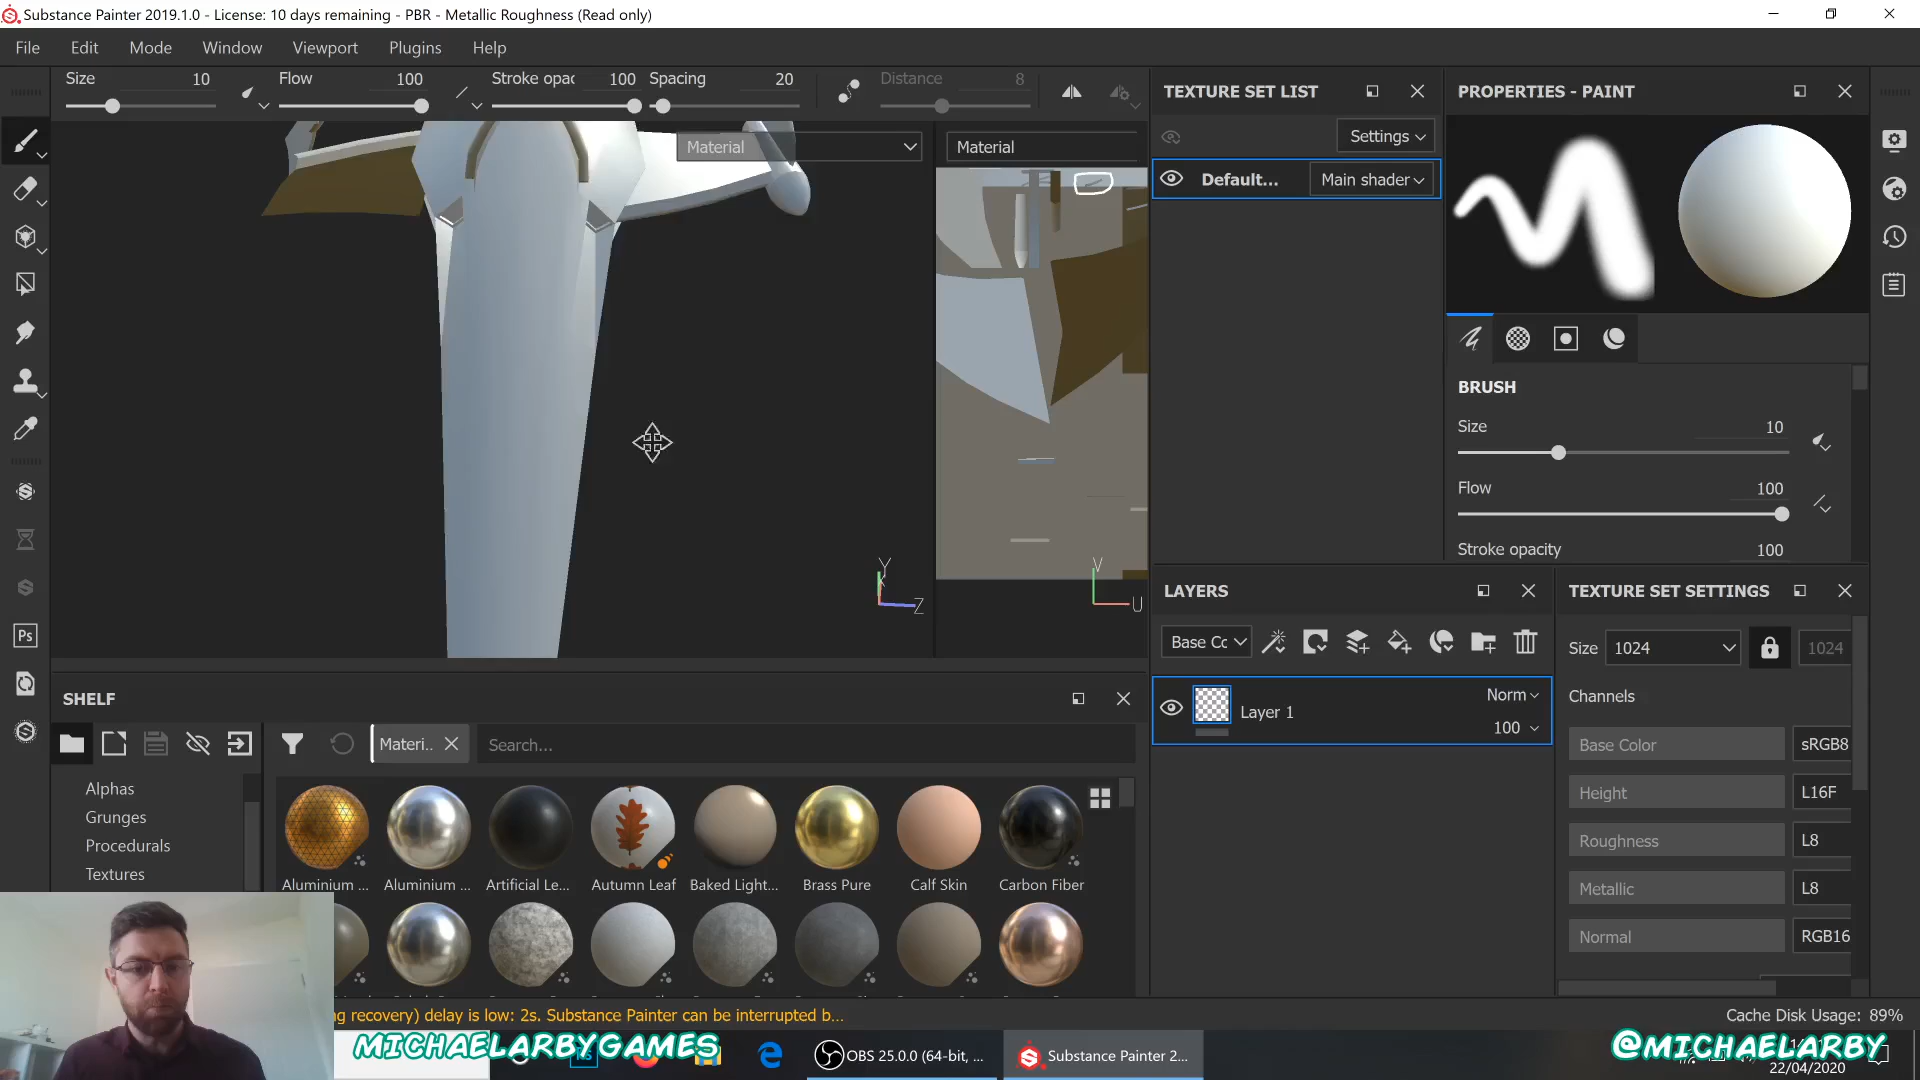 Substance Painter 2019.1.0 - License: 10 days remaining - PBR - Metallic Roughness (Read only)
File Edit Mode Window Viewport Plugins Help
Size 10 Flow 100 Stroke opac 100 Spacing 20 Distance 8
Material
Material
Y
Z
V
U
TEXTURE SET LIST
Settings
Default... Main shader
PROPERTIES - PAINT
BRUSH
Size 10
Flow 100
Stroke opacity 100
LAYERS
Base Cc
Layer 1 Norm
100
TEXTURE SET SETTINGS
Size 1024 1024
Channels
Base Color sRGB8
Height L16F
Roughness L8
Metallic L8
Normal RGB16
Ps
SHELF
Materi.. Search...
Alphas
Grunges
Procedurals
Textures
Aluminium ... Aluminium ... Artificial Le... Autumn Leaf Baked Light... Brass Pure Calf Skin Carbon Fiber
ng recovery) delay is low: 2s. Substance Painter can be interrupted b...
Cache Disk Usage: 89%
MICHAELARBYGAMES
OBS 25.0.0 (64-bit, ...
Substance Painter 2...
@MICHAELARBY
22/04/2020